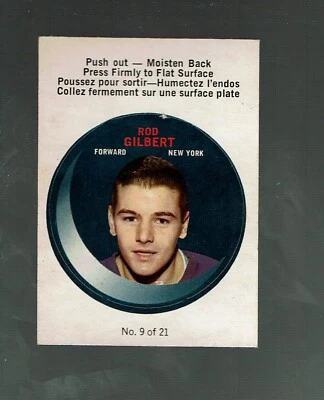 Push out — Moisten Back
Press Firmly to Flat Surface
Poussez pour sortir—Humectez l'endos
Collez fermement sur une surface plate
ROD
GILBERT
FORWARD NEW YORK
No. 9 of 21